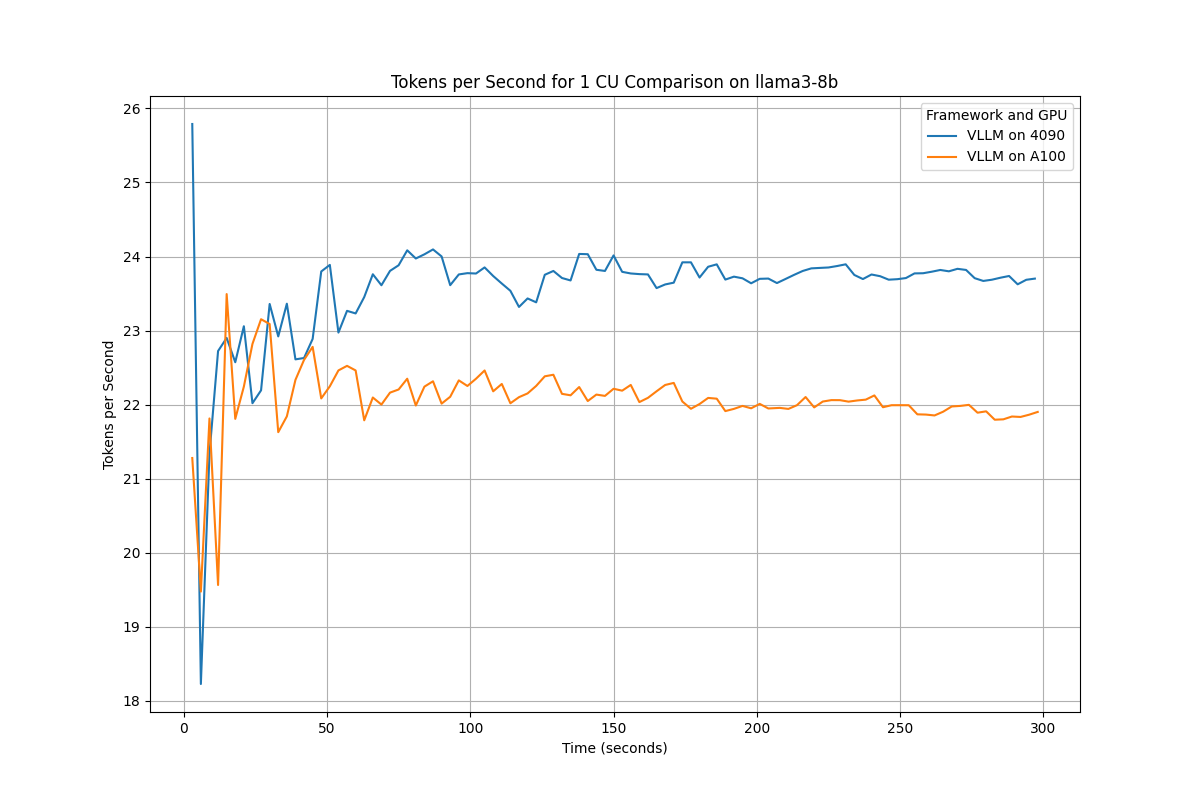 Tokens per Second for 1 CU Comparison on llama3-8b
Framework and GPU
VLLM on 4090
VLLM on A100
Tokens per Second
26
25
24
23
22
21
20
19
18
0 50 100 150 200 250 300
Time (seconds)